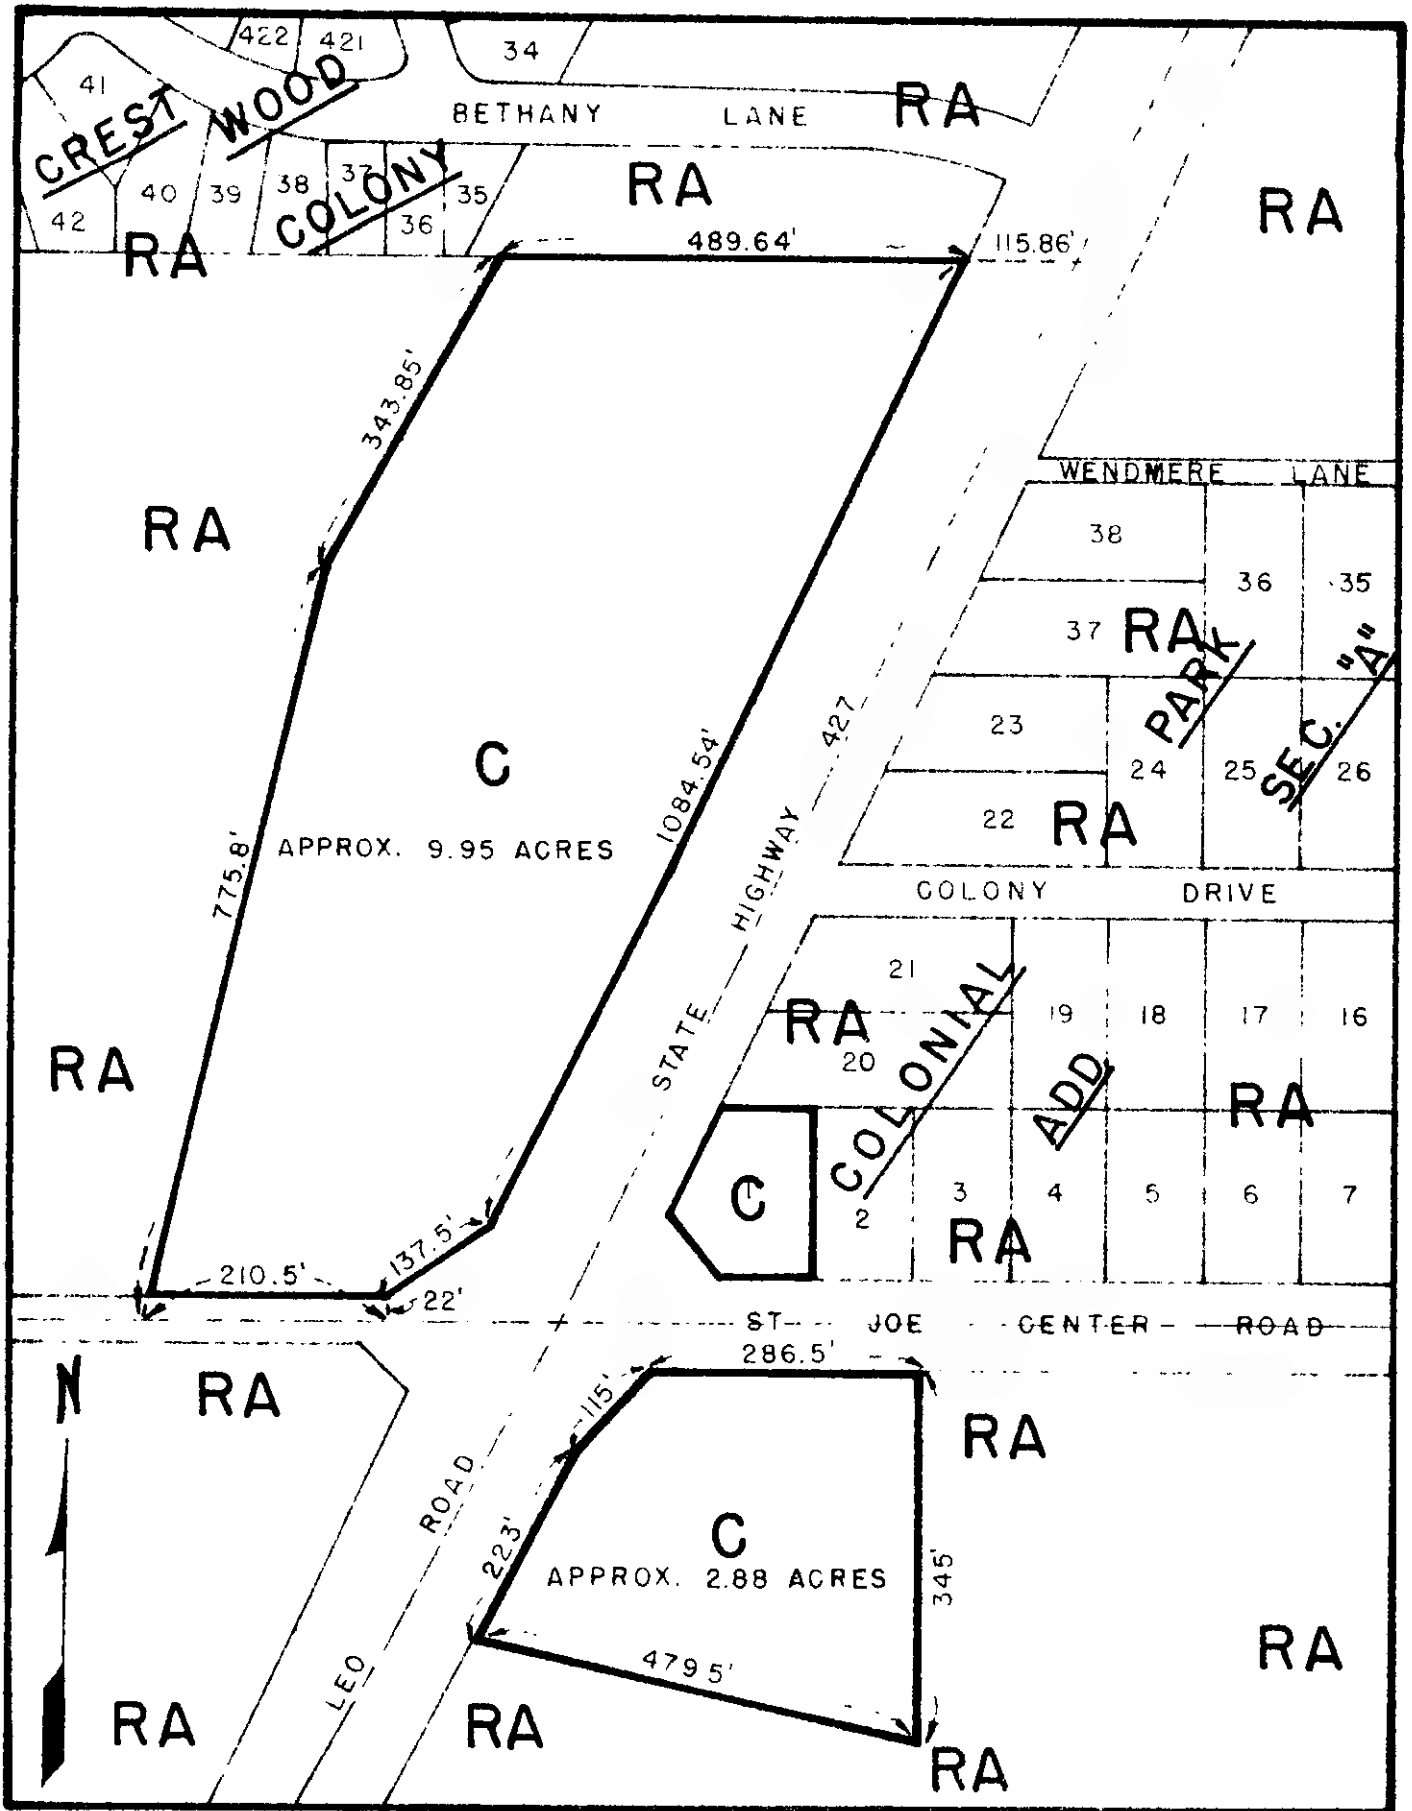 422
421
34
41
CREST WOOD COLONY
BETHANY LANE
RA
40
39
38
37
36
35
42
RA
RA
RA
489.64'
115.86'
343.85'
WENDMERE LANE
RA
38
36
35
37
RA
PARK
SEC. "A"
23
24
25
26
22
RA
C
APPROX. 9.95 ACRES
775.8'
1084.54'
STATE HIGHWAY 427
COLONY DRIVE
21
RA
20
19
18
17
16
COLONIAL ADD
RA
RA
C
1
2
3
4
5
6
7
RA
RA
137.5'
210.5'
22'
ST JOE CENTER ROAD
286.5'
N
RA
115'
RA
LEO ROAD
223'
C
APPROX. 2.88 ACRES
345'
479.5'
RA
RA
RA
RA